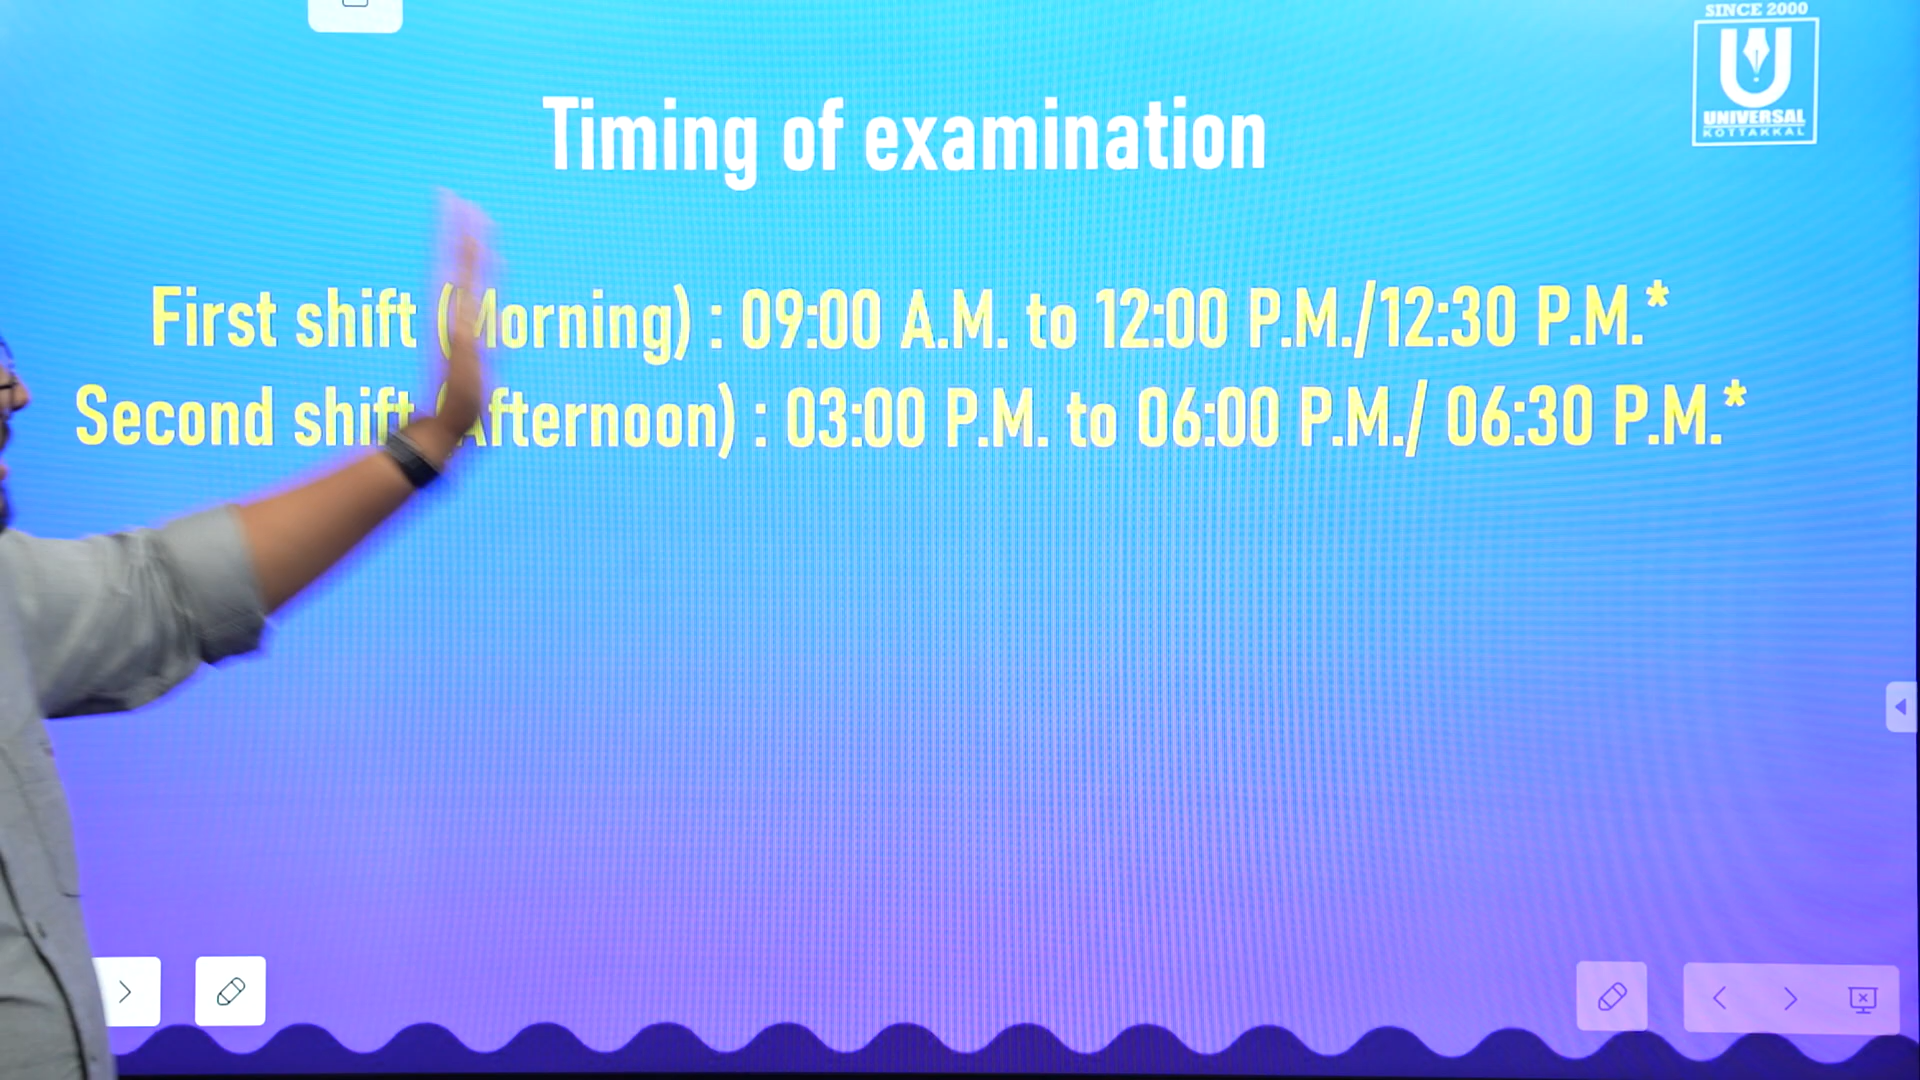 SINCE 2000
UNIVERSAL
KOTTAKKAL
Timing of examination
First shift (Morning) : 09:00 A.M. to 12:00 P.M./12:30 P.M.*
Second shift (Afternoon) : 03:00 P.M. to 06:00 P.M./ 06:30 P.M.*